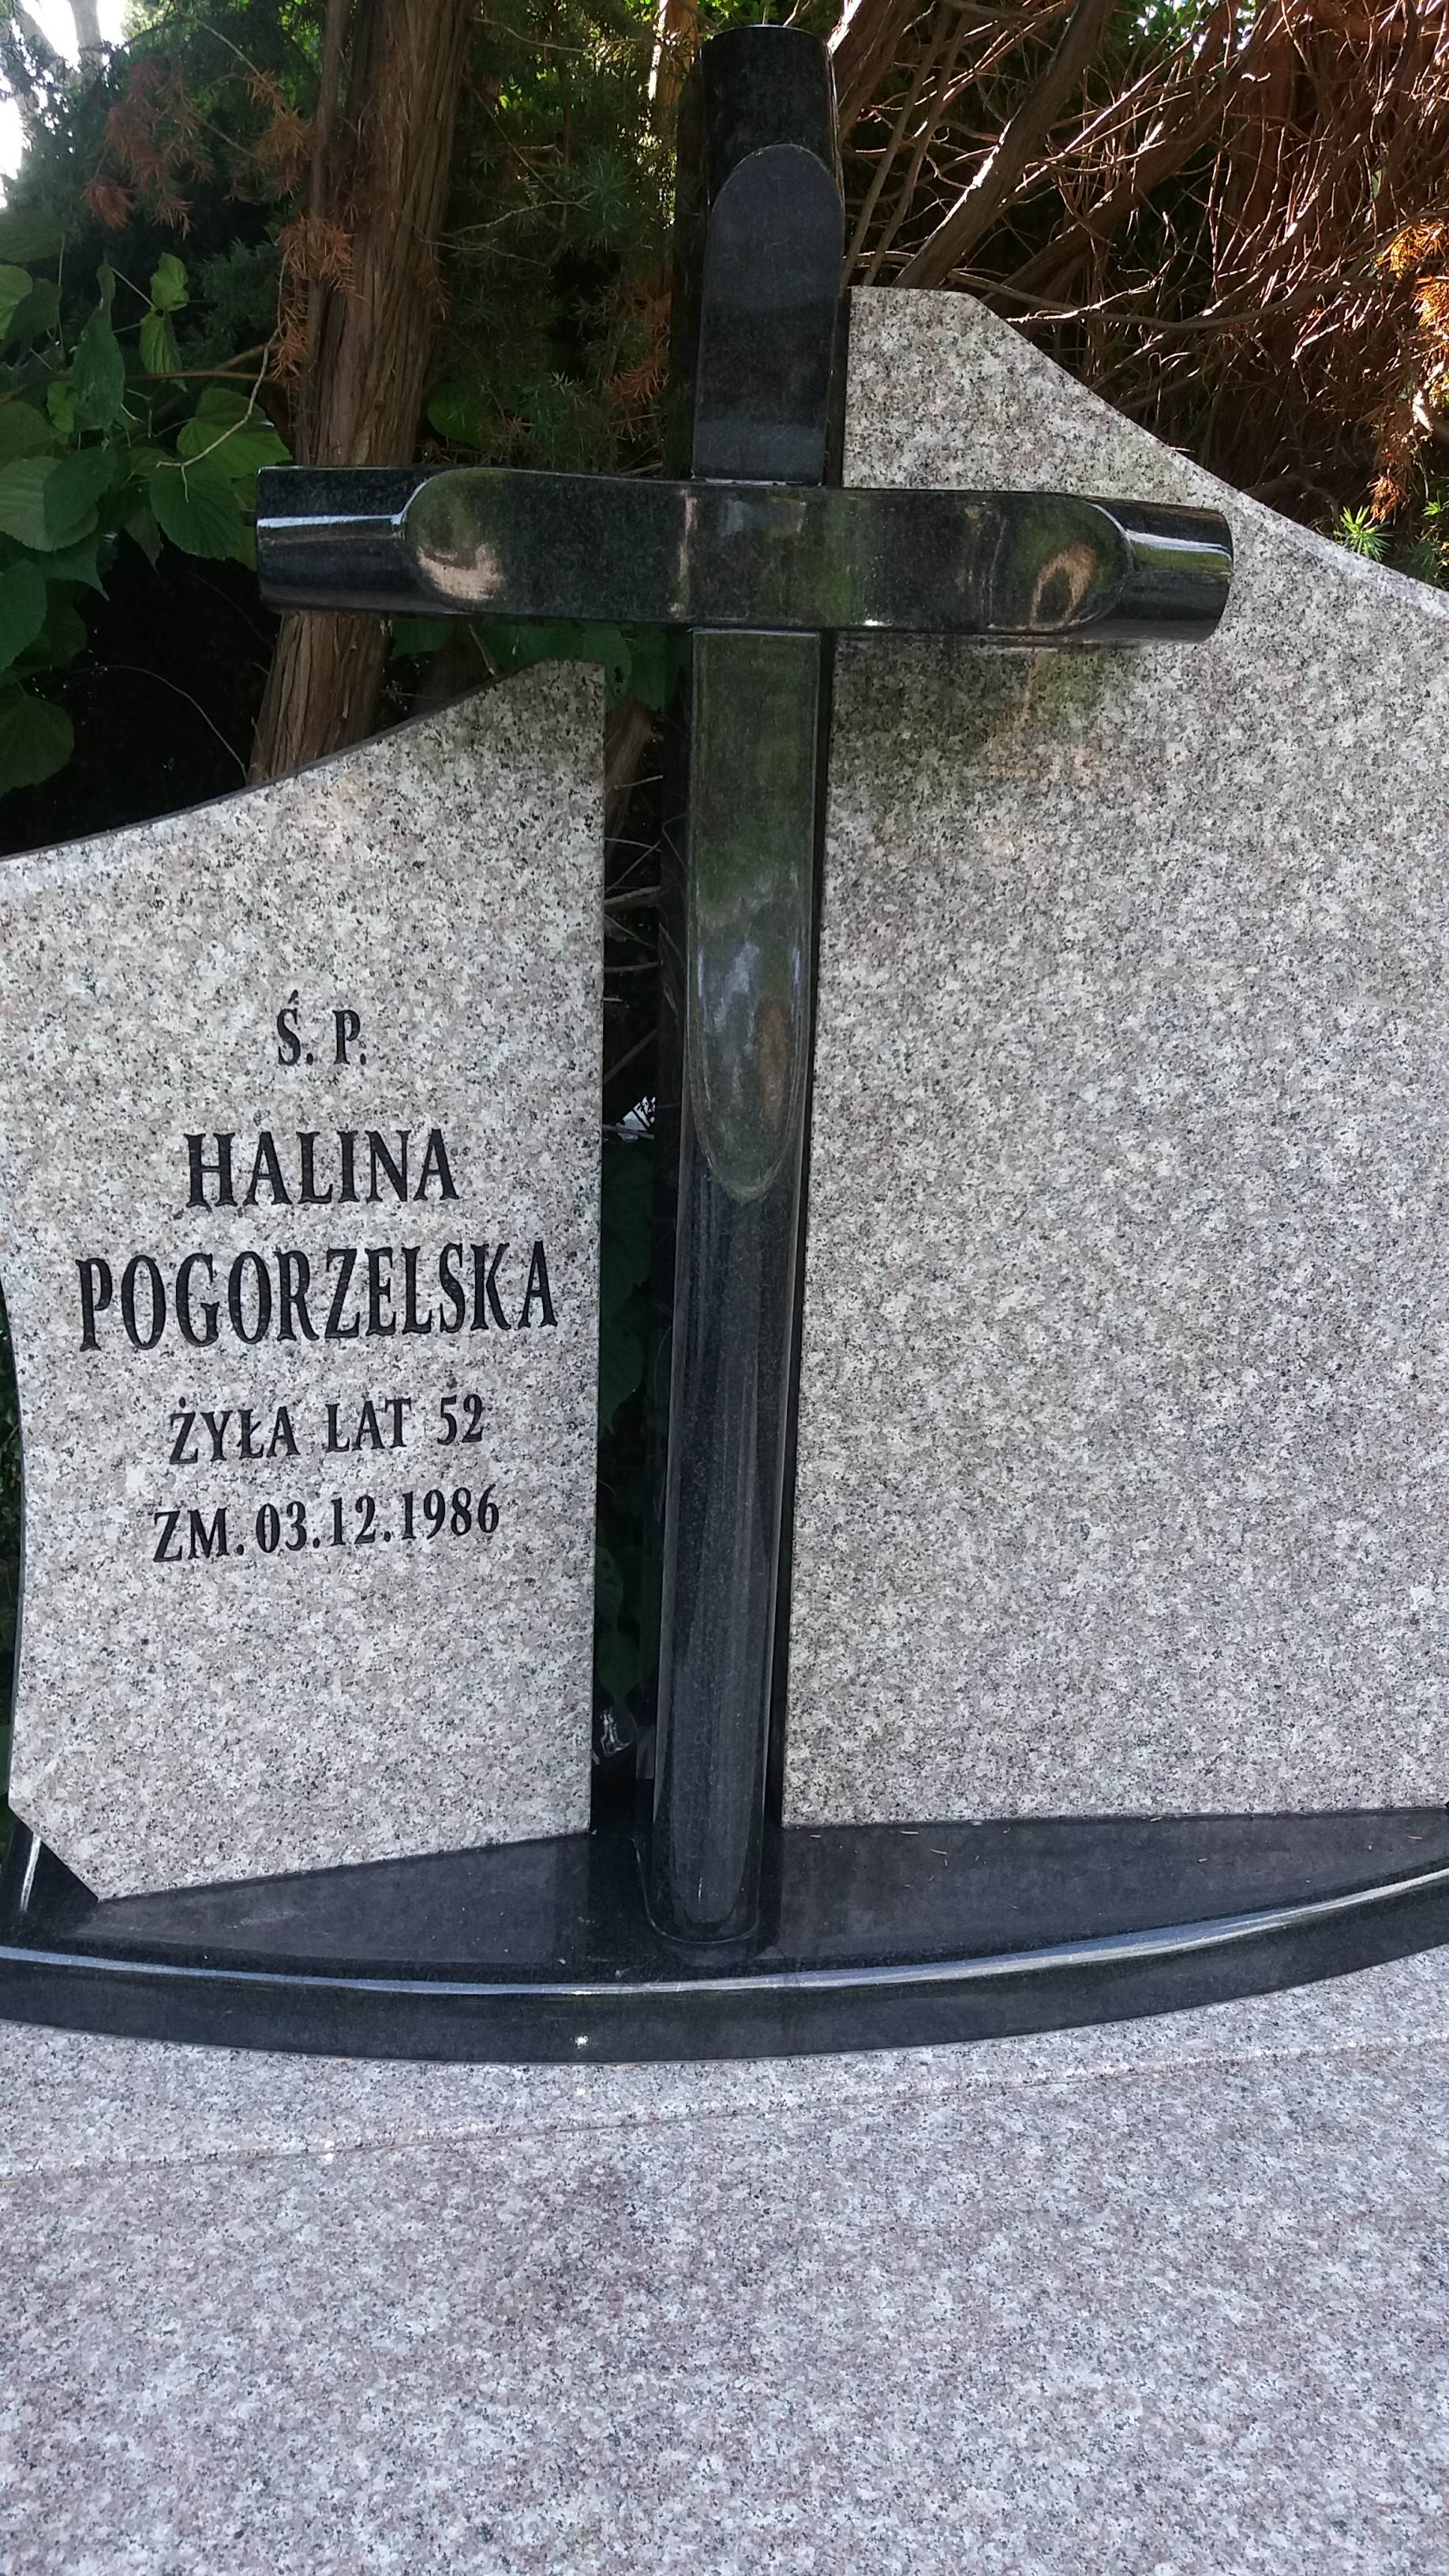 Ś. P.
HALINA
POGORZELSKA
ŻYŁA LAT 52
ZM. 03.12.1986